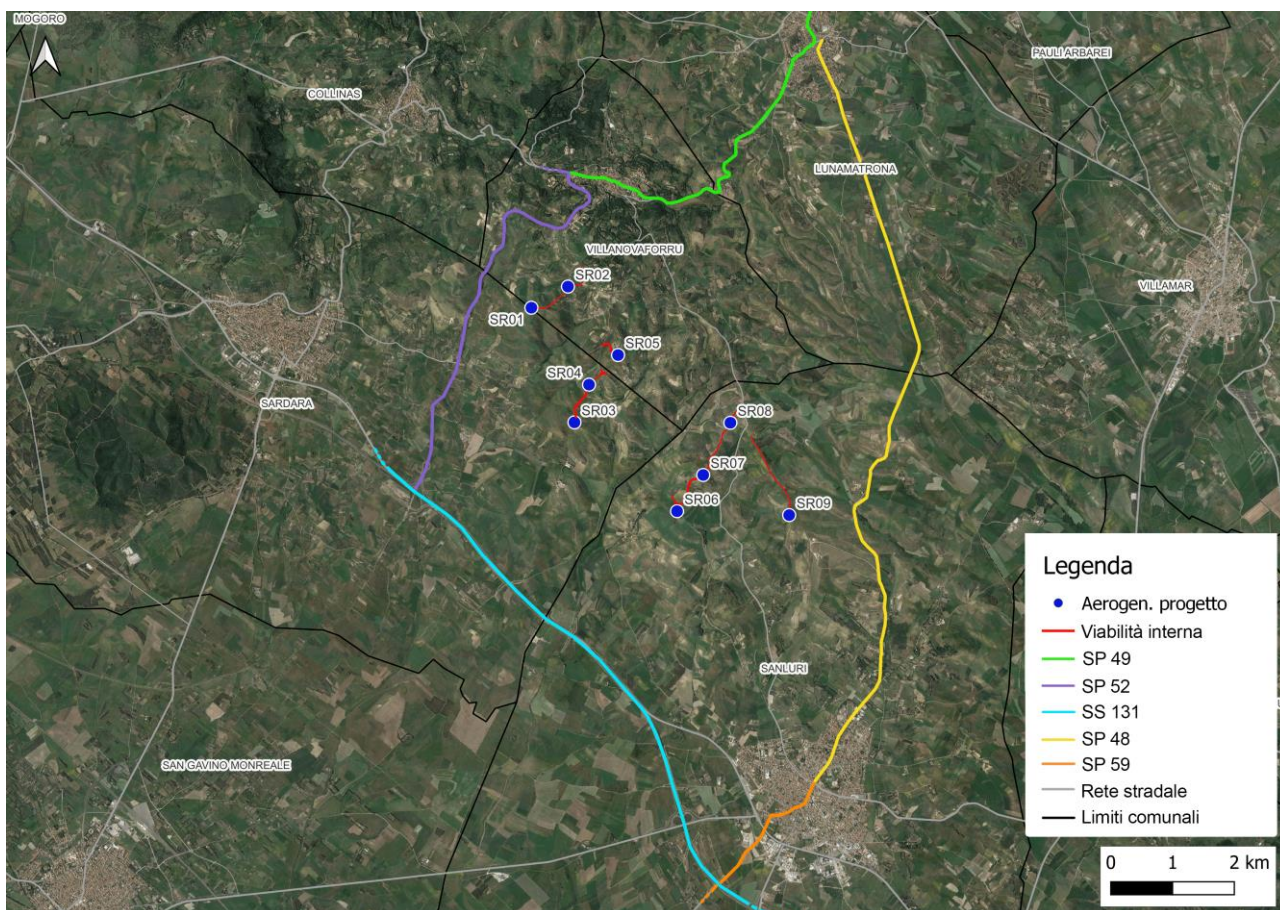 MOGORO
PAULI ARBAREI
COLLINAS
LUNAMATRONA
VILLANOVAFORRU
SR02
VILLAMAR
SR01
SR05
SR04
SARDARA
SR03
SR08
SR07
SR06
SR09
SANLURI
SAN GAVINO MONREALE
Legenda
Aerogen. progetto
Viabilità interna
SP 49
SP 52
SS 131
SP 48
SP 59
Rete stradale
Limiti comunali
0 1 2 km